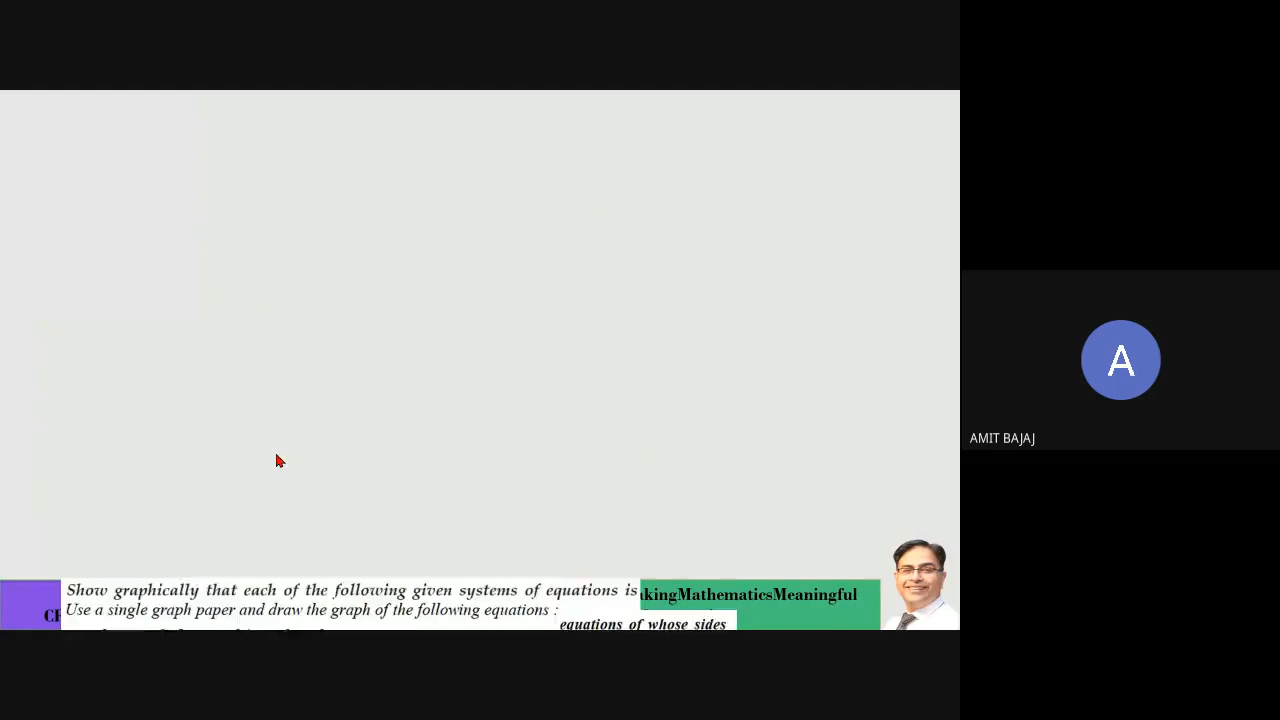 A
AMIT BAJAJ
Show graphically that each of the following given systems of equations is
akingMathematicsMeaningful
Use a single graph paper and draw the graph of the following equations :
equations of whose sides